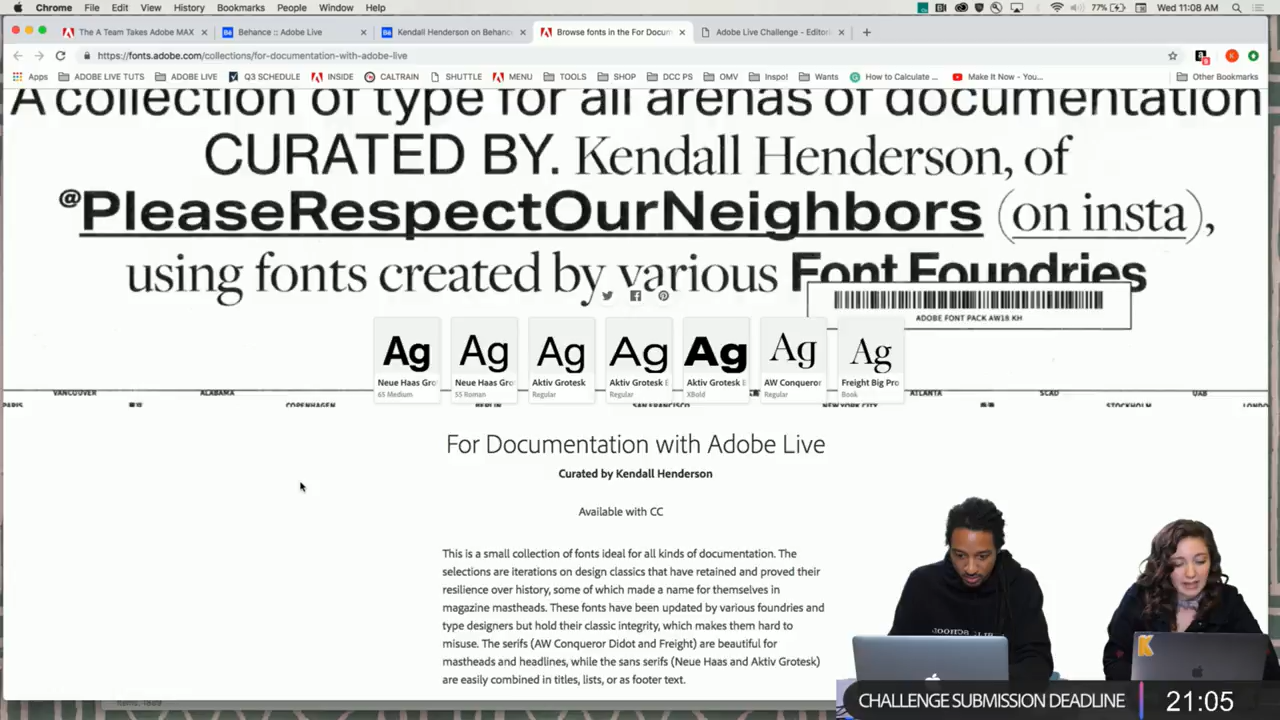 Chrome File Edit View History Bookmarks People Window Help 77% Wed 11:08 AM
The A Team Takes Adobe MAX Behance :: Adobe Live Kendall Henderson on Behance Browse fonts in the For Docum Adobe Live Challenge - Editori
https://fonts.adobe.com/collections/for-documentation-with-adobe-live
Apps ADOBE LIVE TUTS ADOBE LIVE Q3 SCHEDULE INSIDE CALTRAIN SHUTTLE MENU TOOLS SHOP DCC PS OMV Inspo! Wants How to Calculate ... Make It Now - You... Other Bookmarks
A collection of type for all arenas of documentation
CURATED BY. Kendall Henderson, of
@PleaseRespectOurNeighbors (on insta),
using fonts created by various Font Foundries
ADOBE FONT PACK AW18 KH
Ag Ag Ag Ag Ag Ag Ag
Neue Haas Gro Neue Haas Gro Aktiv Grotesk Aktiv Grotesk E Aktiv Grotesk E AW Conqueror Freight Big Pro
65 Medium 55 Roman Regular Regular XBold Regular Book
VANCOUVER ALABAMA ATLANTA SCAD UAB
PARIS COPENHAGEN BERLIN SAN FRANCISCO NEW YORK CITY STOCKHOLM LONDO
For Documentation with Adobe Live
Curated by Kendall Henderson
Available with CC
This is a small collection of fonts ideal for all kinds of documentation. The
selections are iterations on design classics that have retained and proved their
resilience over history, some of which made a name for themselves in
magazine mastheads. These fonts have been updated by various foundries and
type designers but hold their classic integrity, which makes them hard to
misuse. The serifs (AW Conqueror Didot and Freight) are beautiful for
mastheads and headlines, while the sans serifs (Neue Haas and Aktiv Grotesk)
are easily combined in titles, lists, or as footer text.
CHALLENGE SUBMISSION DEADLINE 21:05